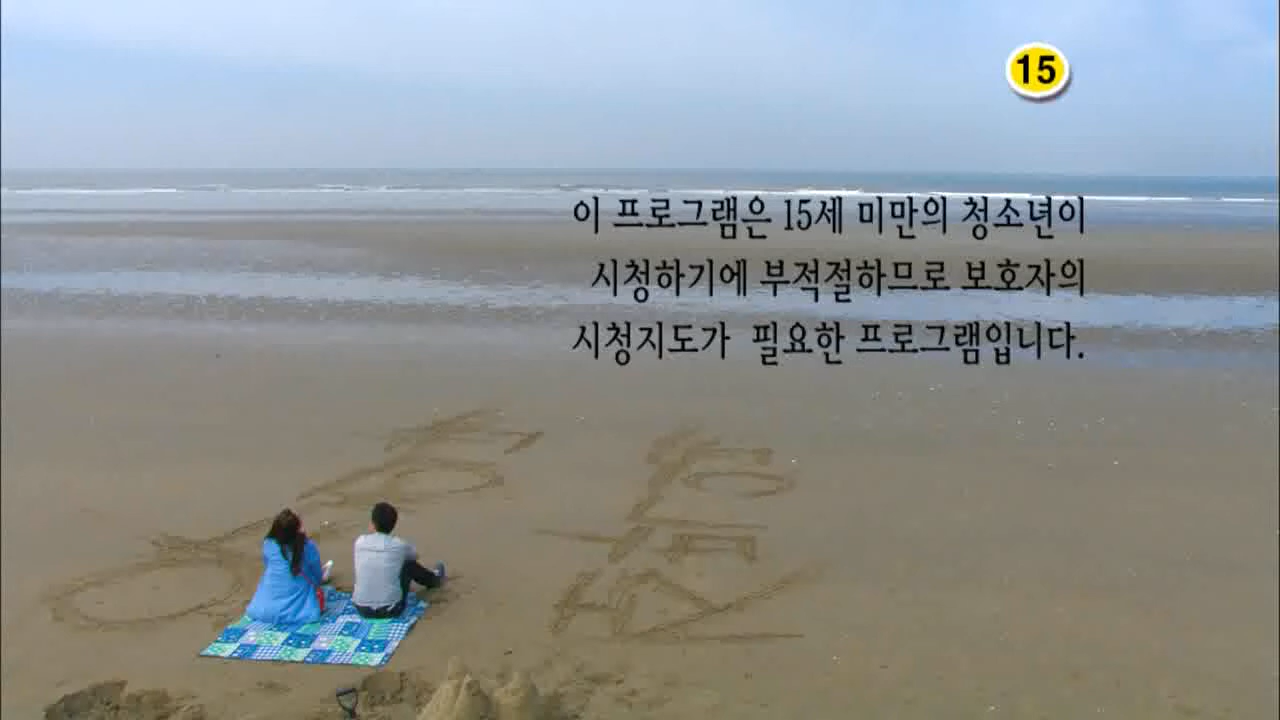 15
이 프로그램은 15세 미만의 청소년이
시청하기에 부적절하므로 보호자의
시청지도가 필요한 프로그램입니다.